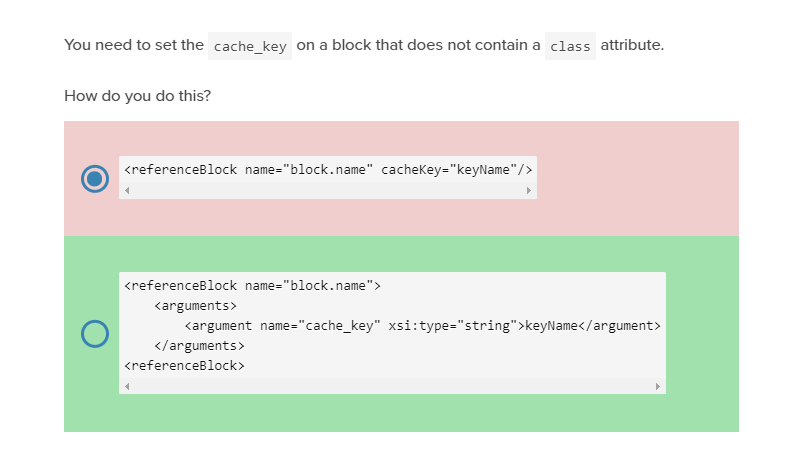 You need to set the cache_key on a block that does not contain a class attribute.
How do you do this?
<referenceBlock name="block.name" cacheKey="keyName"/>
<referenceBlock name="block.name">
    <arguments>
        <argument name="cache_key" xsi:type="string">keyName</argument>
    </arguments>
<referenceBlock>